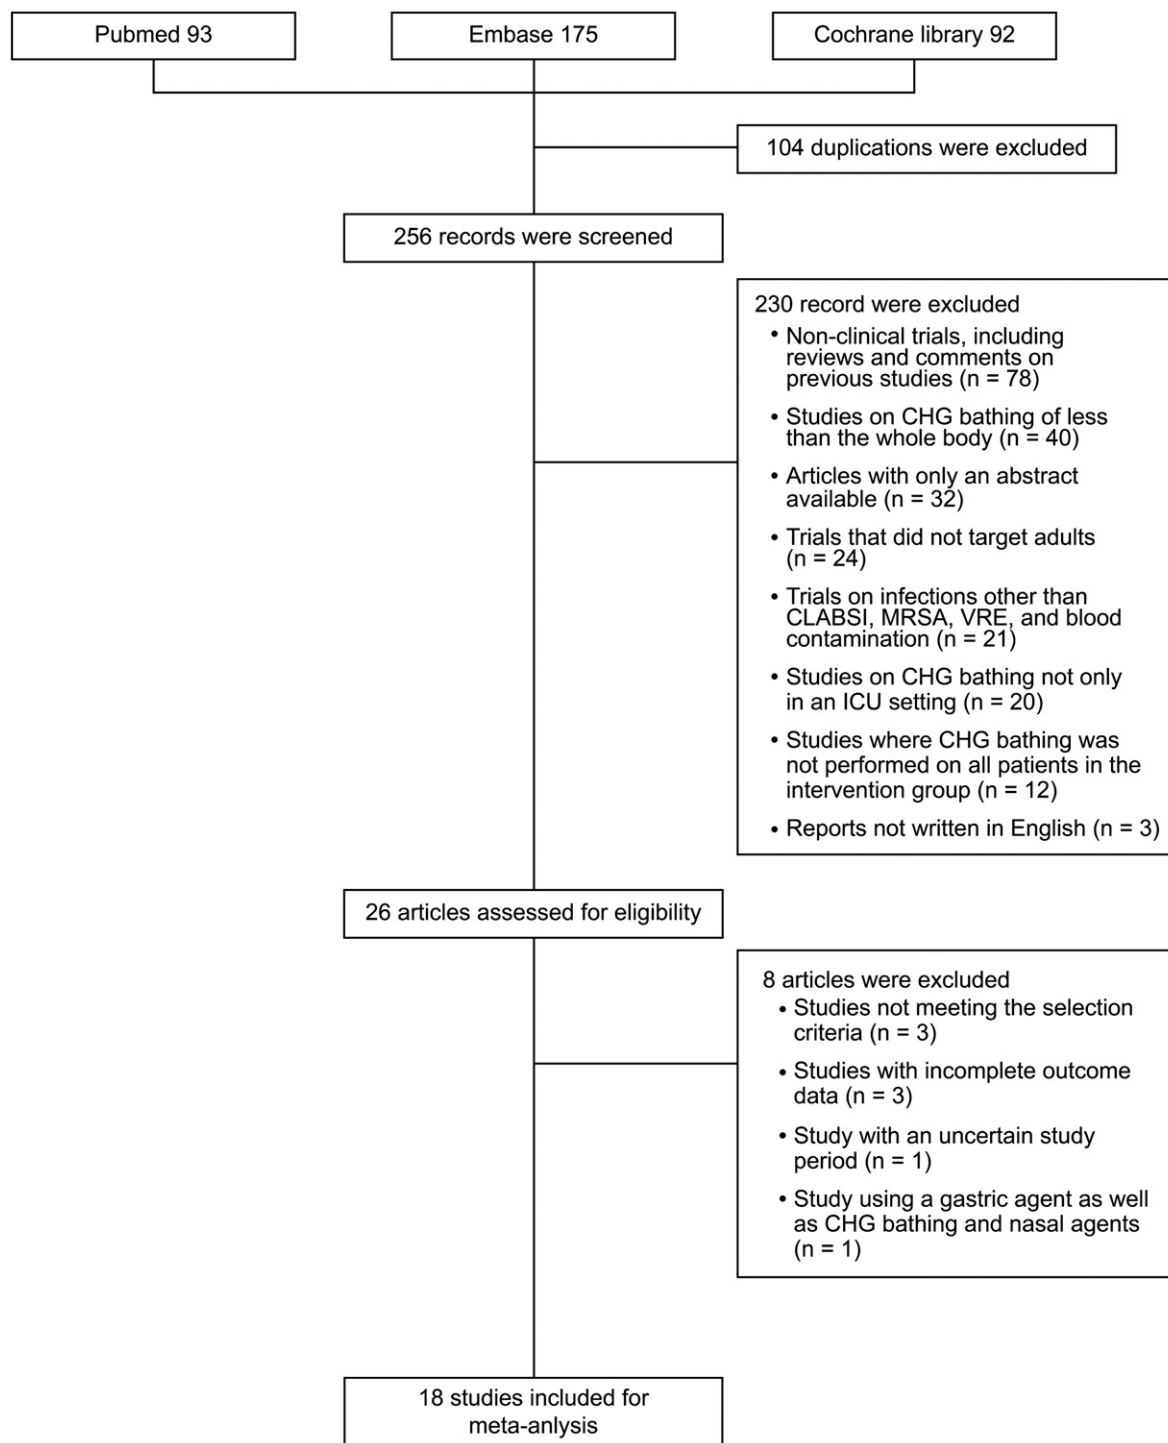 Pubmed 93
Embase 175
Cochrane library 92
104 duplications were excluded
256 records were screened
230 record were excluded
• Non-clinical trials, including
reviews and comments on
previous studies (n = 78)
• Studies on CHG bathing of less
than the whole body (n = 40)
• Articles with only an abstract
available (n = 32)
• Trials that did not target adults
(n = 24)
• Trials on infections other than
CLABSI, MRSA, VRE, and blood
contamination (n = 21)
• Studies on CHG bathing not only
in an ICU setting (n = 20)
• Studies where CHG bathing was
not performed on all patients in the
intervention group (n = 12)
• Reports not written in English (n = 3)
26 articles assessed for eligibility
8 articles were excluded
• Studies not meeting the selection
criteria (n = 3)
• Studies with incomplete outcome
data (n = 3)
• Study with an uncertain study
period (n = 1)
• Study using a gastric agent as well
as CHG bathing and nasal agents
(n = 1)
18 studies included for
meta-anlysis